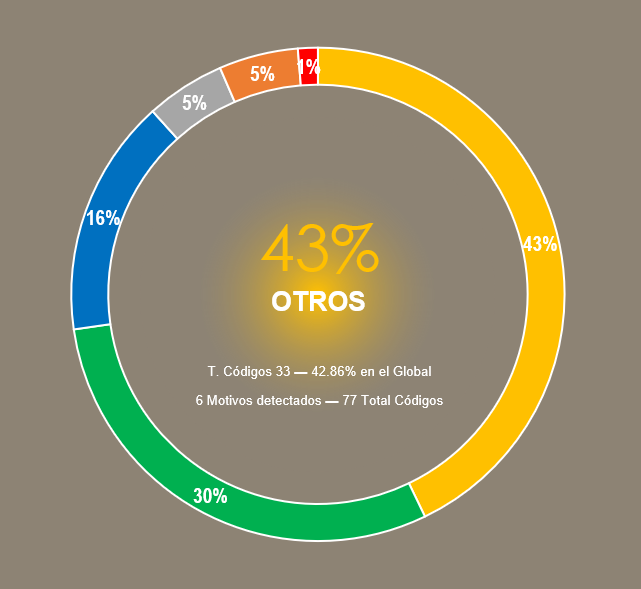 5%
1%
5%
16%
43%
43%
OTROS
T. Códigos 33 — 42.86% en el Global
6 Motivos detectados — 77 Total Códigos
30%